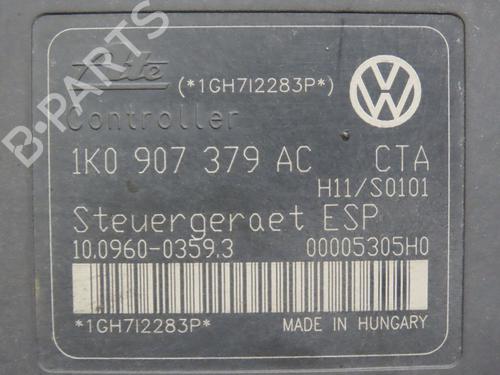 B-PARTS
Ate (*1GH7I2283P*)
Controller
1K0 907 379 AC CTA
H11/S0101
Steuergeraet ESP
10.0960-0359.3 00005305H0
*1GH7I2283P* MADE IN HUNGARY